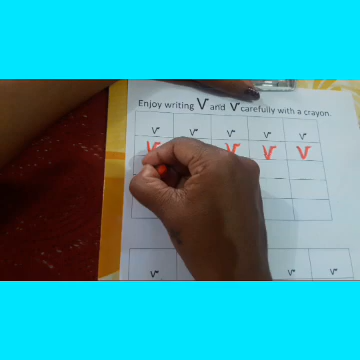 Enjoy writing V and v carefully with a crayon.
v v v v v
V V V V
v v v